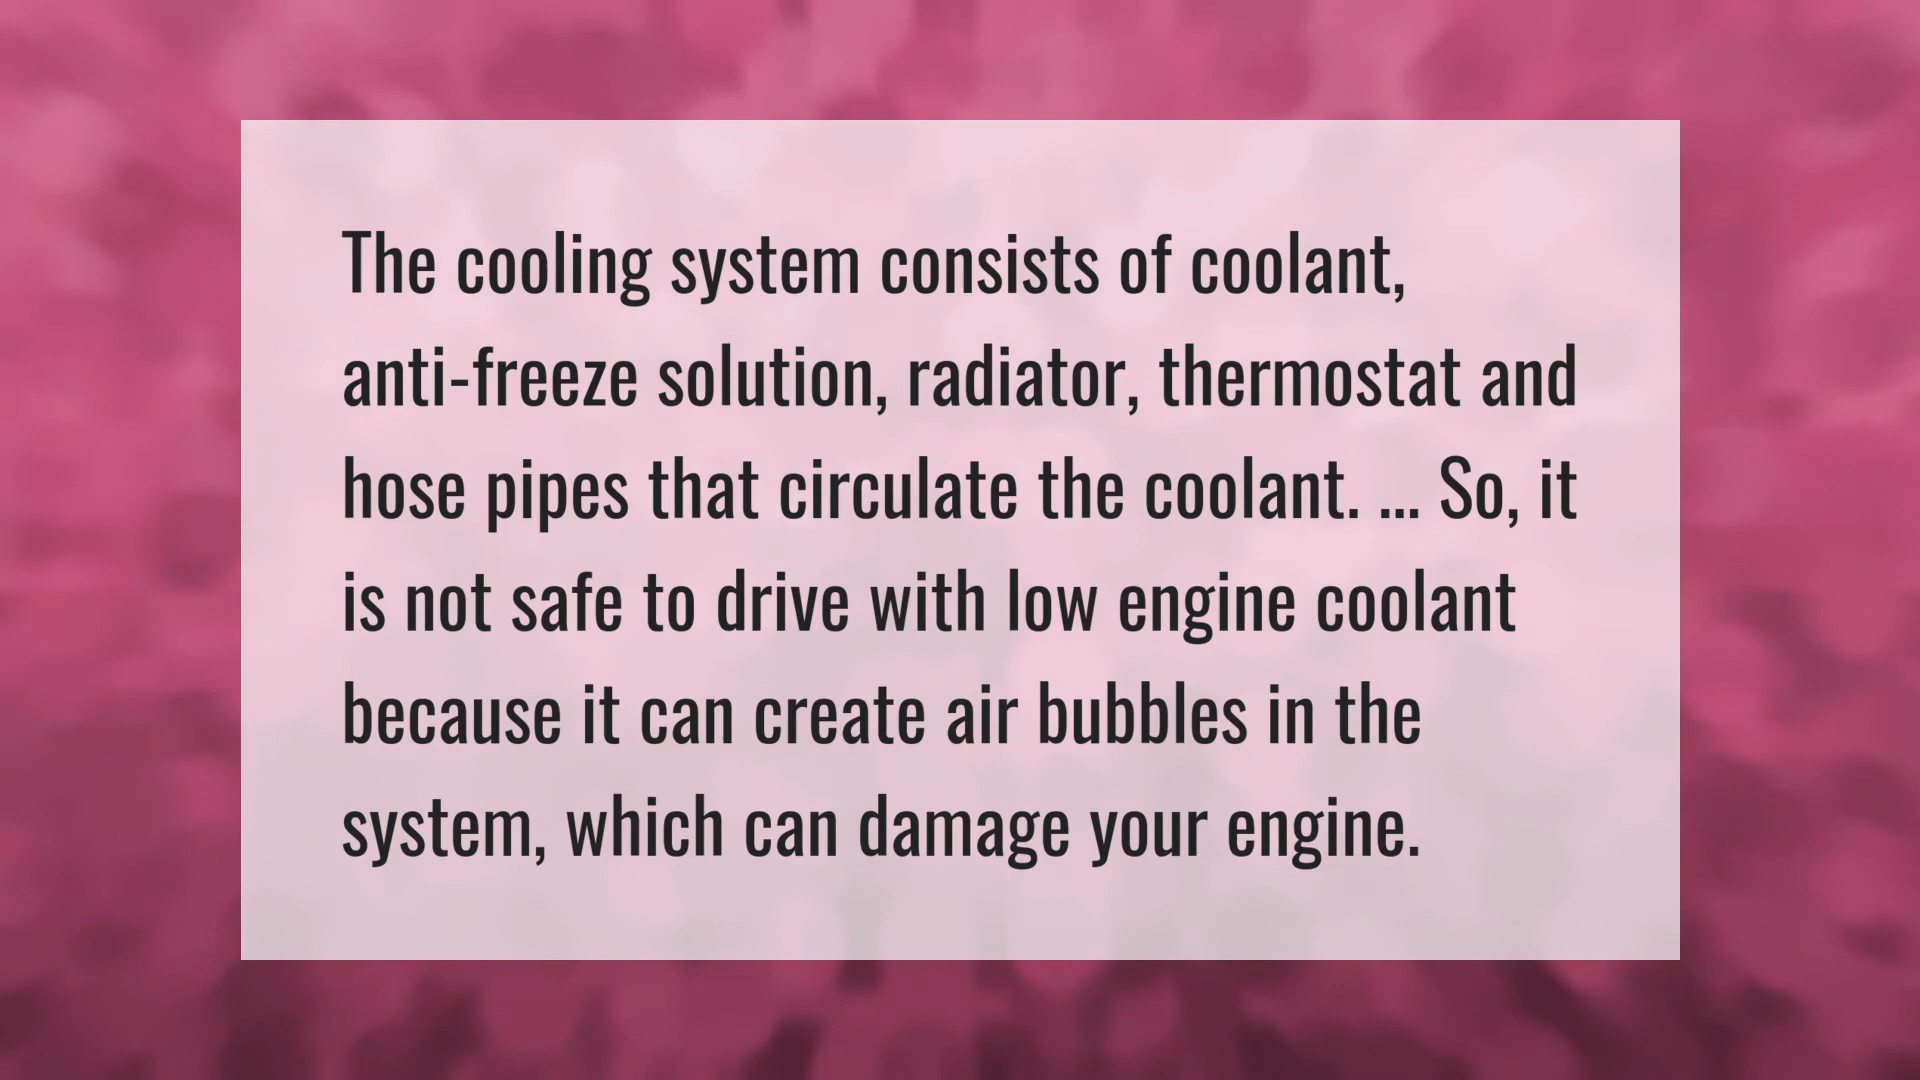 The cooling system consists of coolant,
anti-freeze solution, radiator, thermostat and
hose pipes that circulate the coolant. ... So, it
is not safe to drive with low engine coolant
because it can create air bubbles in the
system, which can damage your engine.